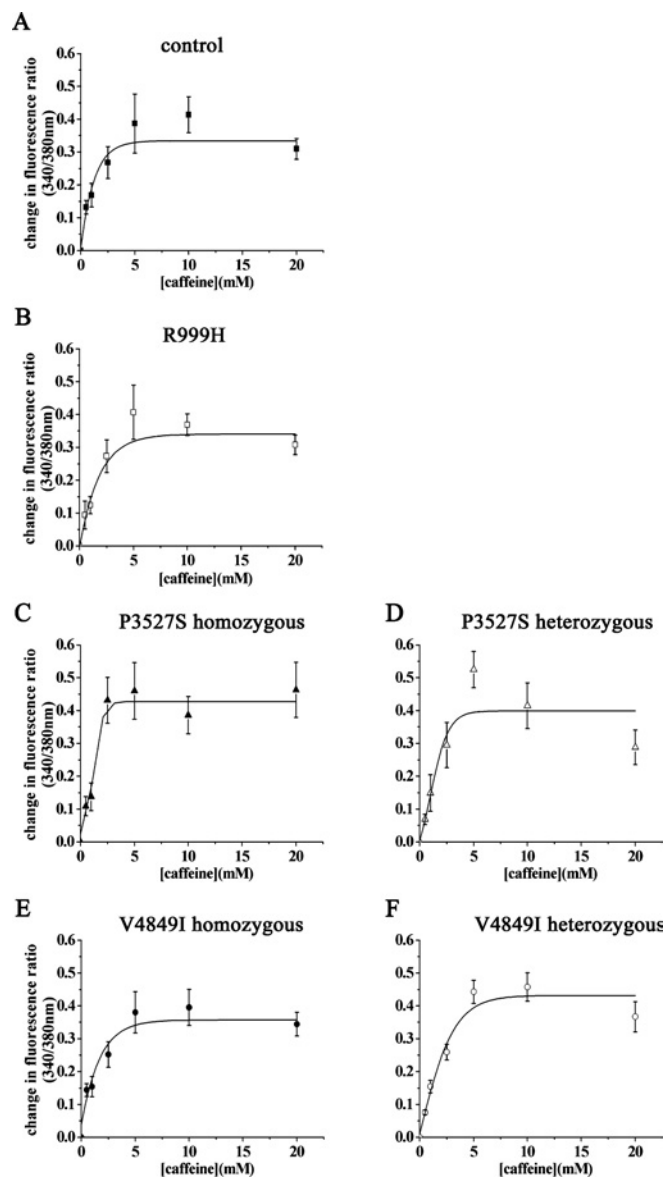 A
control
change in fluorescence ratio
(340/380nm)
0.6
0.5
0.4
0.3
0.2
0.1
0.0
0 5 10 15 20
[caffeine](mM)
B
R999H
change in fluorescence ratio
(340/380nm)
0.6
0.5
0.4
0.3
0.2
0.1
0.0
0 5 10 15 20
[caffeine](mM)
C
P3527S homozygous
change in fluorescence ratio
(340/380nm)
0.6
0.5
0.4
0.3
0.2
0.1
0.0
0 5 10 15 20
[caffeine](mM)
D
P3527S heterozygous
0.6
0.5
0.4
0.3
0.2
0.1
0.0
0 5 10 15 20
[caffeine](mM)
E
V4849I homozygous
change in fluorescence ratio
(340/380nm)
0.6
0.5
0.4
0.3
0.2
0.1
0.0
0 5 10 15 20
[caffeine](mM)
F
V4849I heterozygous
0.6
0.5
0.4
0.3
0.2
0.1
0.0
0 5 10 15 20
[caffeine](mM)